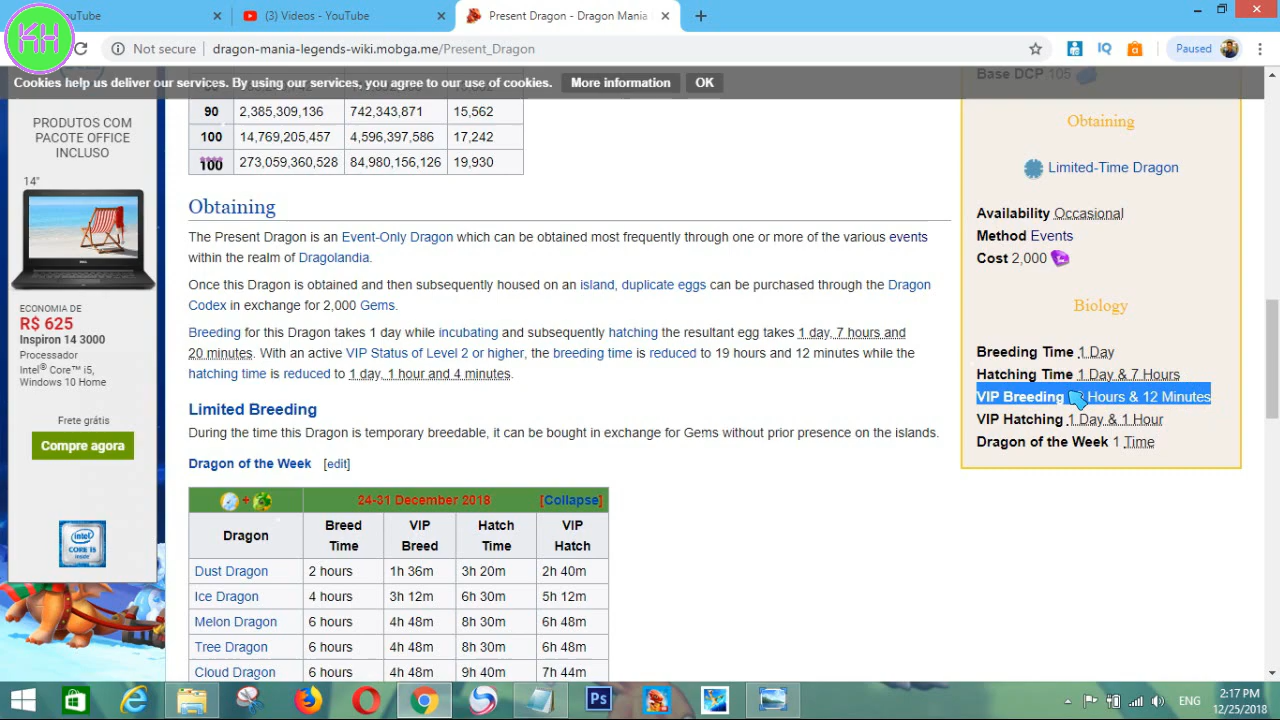 KH
(3) Videos - YouTube
Present Dragon - Dragon Mania
Not secure
dragon-mania-legends-wiki.mobga.me/Present_Dragon
IQ
Paused
Cookies help us deliver our services. By using our services, you agree to our use of cookies.
More information
OK
PRODUTOS COM
PACOTE OFFICE
INCLUSO
14"
ECONOMIA DE
R$ 625
Inspiron 14 3000
Processador
Intel® Core™ i5,
Windows 10 Home
Frete grátis
Compre agora
intel
CORE i5
90 2,385,309,136 742,343,871 15,562
100 14,769,205,457 4,596,397,586 17,242
100 273,059,360,528 84,980,156,126 19,930
Obtaining
The Present Dragon is an Event-Only Dragon which can be obtained most frequently through one or more of the various events
within the realm of Dragolandia.
Once this Dragon is obtained and then subsequently housed on an island, duplicate eggs can be purchased through the Dragon
Codex in exchange for 2,000 Gems.
Breeding for this Dragon takes 1 day while incubating and subsequently hatching the resultant egg takes 1 day, 7 hours and
20 minutes. With an active VIP Status of Level 2 or higher, the breeding time is reduced to 19 hours and 12 minutes while the
hatching time is reduced to 1 day, 1 hour and 4 minutes.
Limited Breeding
During the time this Dragon is temporary breedable, it can be bought in exchange for Gems without prior presence on the islands.
Dragon of the Week [edit]
+ 24-31 December 2018 [Collapse]
Dragon Breed Time VIP Breed Hatch Time VIP Hatch
Dust Dragon 2 hours 1h 36m 3h 20m 2h 40m
Ice Dragon 4 hours 3h 12m 6h 30m 5h 12m
Melon Dragon 6 hours 4h 48m 8h 30m 6h 48m
Tree Dragon 6 hours 4h 48m 8h 30m 6h 48m
Cloud Dragon 6 hours 4h 48m 9h 40m 7h 44m
Base DCP 105
Obtaining
Limited-Time Dragon
Availability Occasional
Method Events
Cost 2,000
Biology
Breeding Time 1 Day
Hatching Time 1 Day & 7 Hours
VIP Breeding Hours & 12 Minutes
VIP Hatching 1 Day & 1 Hour
Dragon of the Week 1 Time
Ps
ENG
2:17 PM
12/25/2018